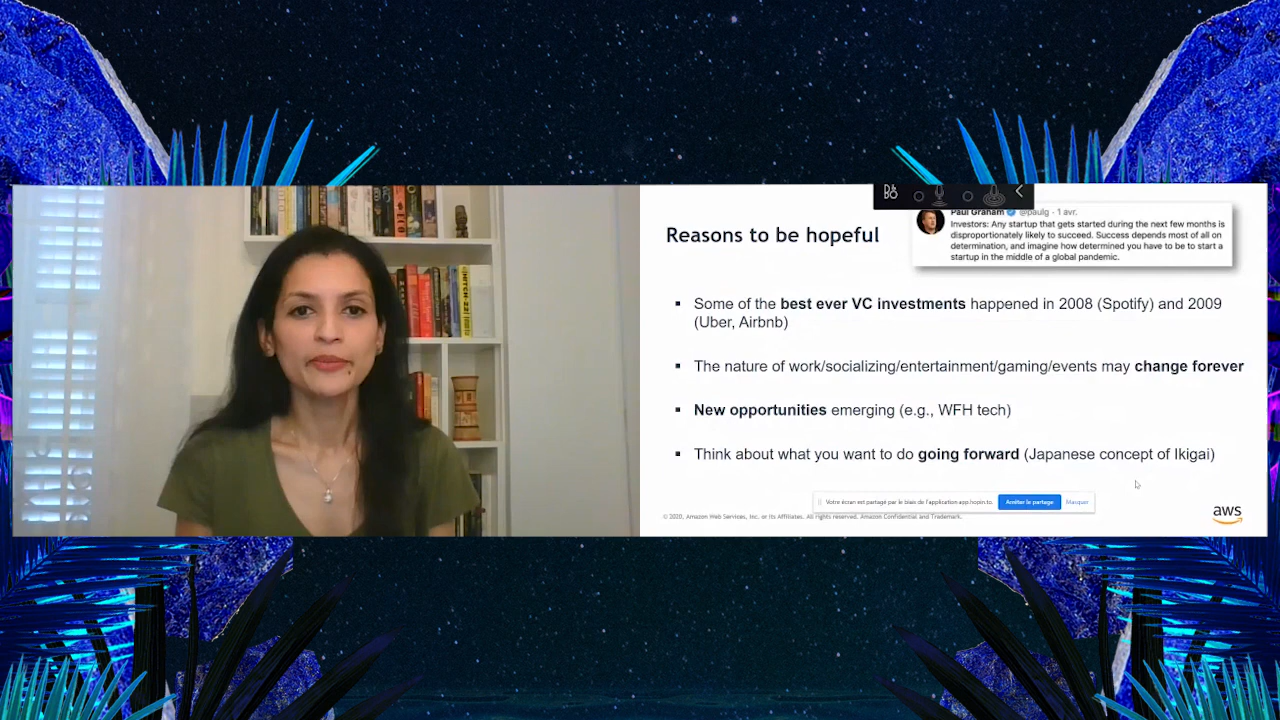 Reasons to be hopeful
Paul Graham @paulg · 1 avr.
Investors: Any startup that gets started during the next few months is
disproportionately likely to succeed. Success depends most of all on
determination, and imagine how determined you have to be to start a
startup in the middle of a global pandemic.
▪ Some of the best ever VC investments happened in 2008 (Spotify) and 2009
(Uber, Airbnb)
▪ The nature of work/socializing/entertainment/gaming/events may change forever
▪ New opportunities emerging (e.g., WFH tech)
▪ Think about what you want to do going forward (Japanese concept of Ikigai)
Votre écran est partagé par le biais de l'application app.hopin.to. Arrêter le partage Masquer
© 2020, Amazon Web Services, Inc. or its Affiliates. All rights reserved. Amazon Confidential and Trademark.
aws